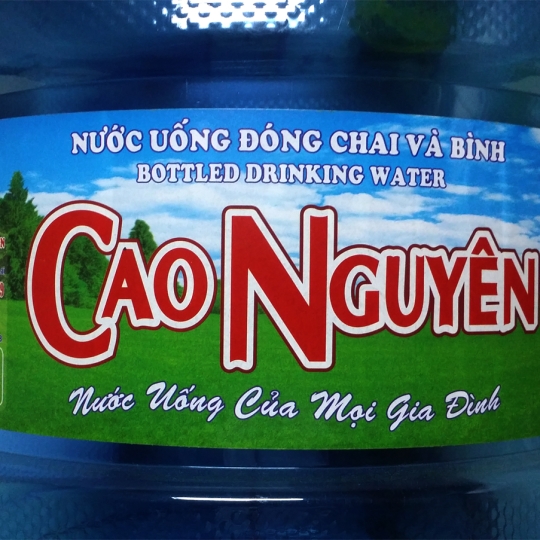 NƯỚC UỐNG ĐÓNG CHAI VÀ BÌNH
BOTTLED DRINKING WATER
CAO NGUYÊN
Nước Uống Của Mọi Gia Đình